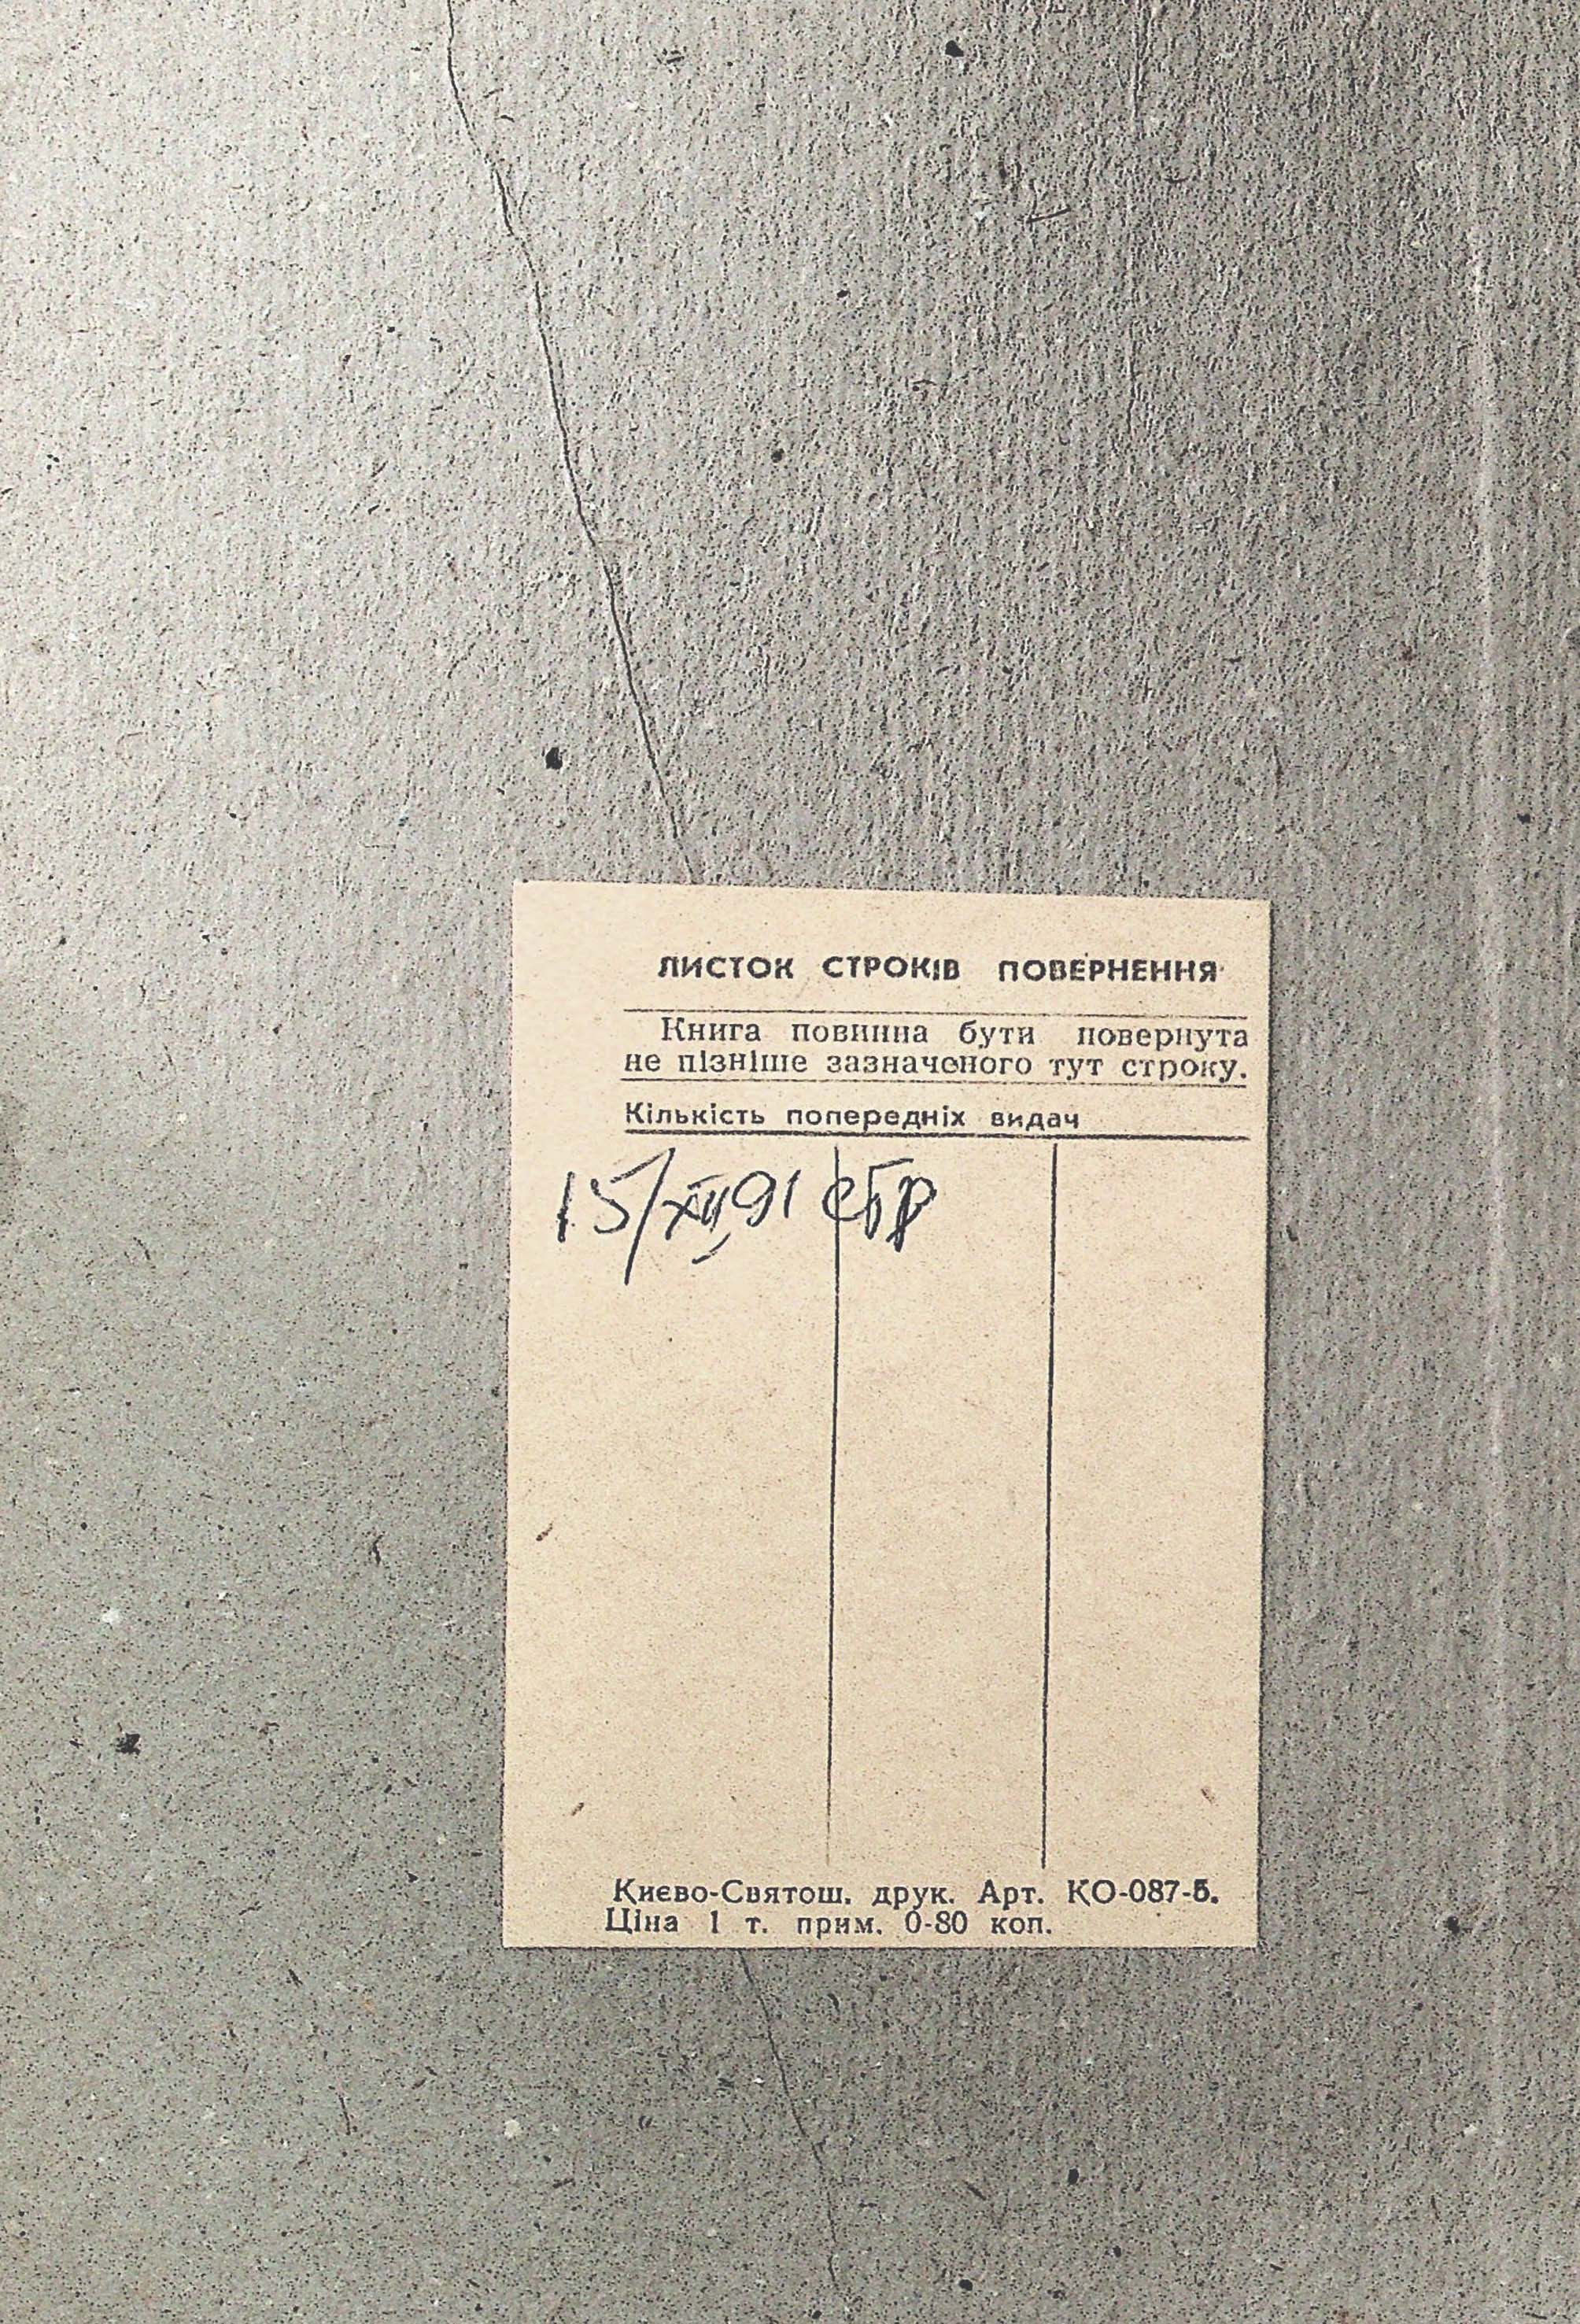 ЛИСТОК СТРОКІВ ПОВЕРНЕННЯ
Книга повинна бути повернута
не пізніше зазначеного тут строку.
Кількість попередніх видач
15/XII 91
Києво-Святош. друк. Арт. КО-087-5.
Ціна 1 т. прим. 0-80 коп.